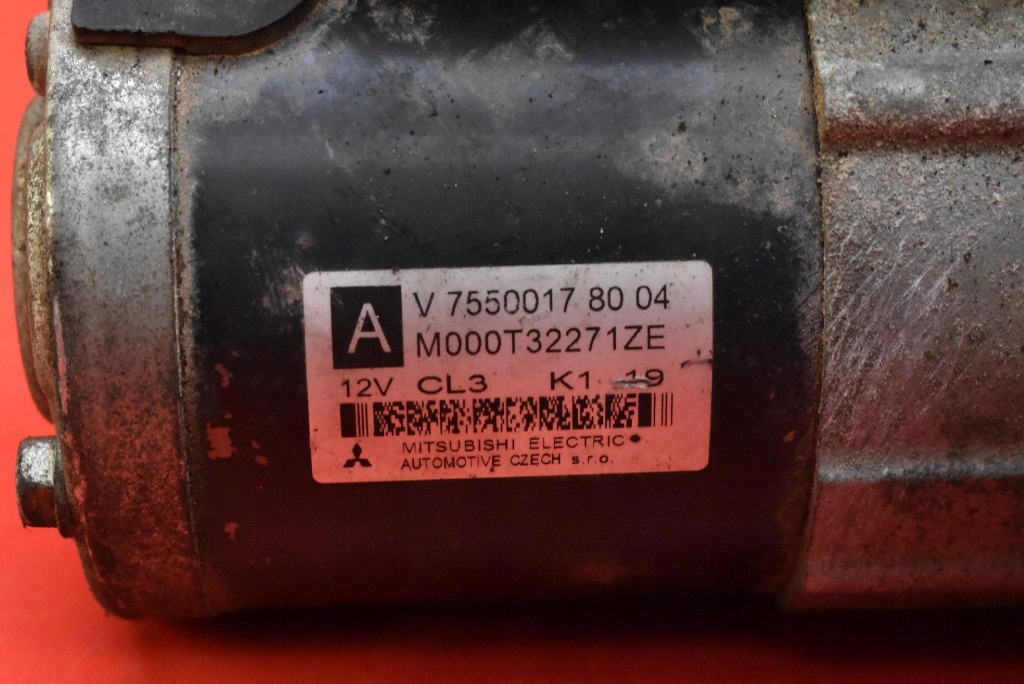 A
V 7550017 80 04
M000T32271ZE
12V CL3 K1 19
MITSUBISHI ELECTRIC
AUTOMOTIVE CZECH s.r.o.